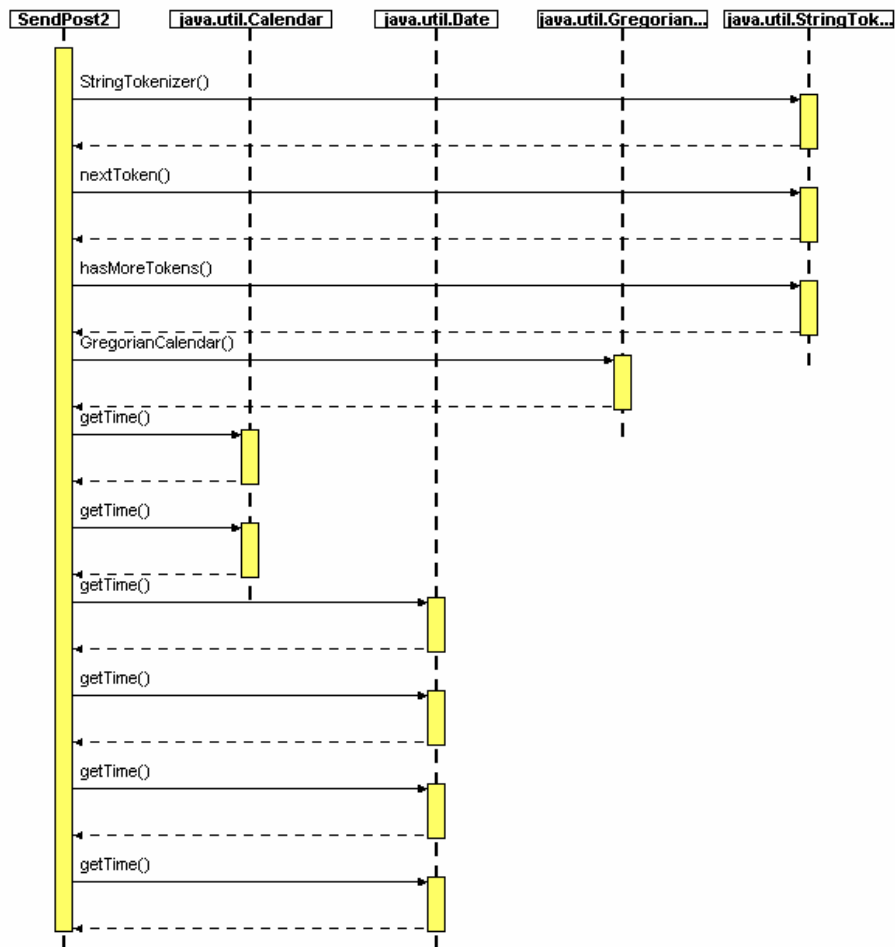 SendPost2 java.util.Calendar java.util.Date java.util.Gregorian... java.util.StringTok...
StringTokenizer()
nextToken()
hasMoreTokens()
GregorianCalendar()
getTime()
getTime()
getTime()
getTime()
getTime()
getTime()